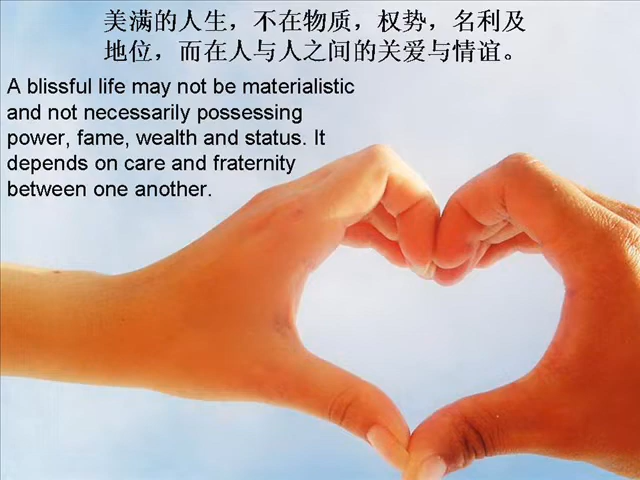 美满的人生，不在物质，权势，名利及
地位，而在人与人之间的关爱与情谊。
A blissful life may not be materialistic
and not necessarily possessing
power, fame, wealth and status. It
depends on care and fraternity
between one another.